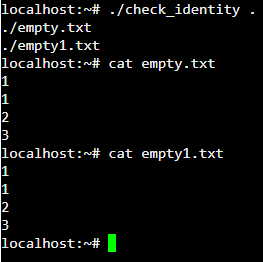 localhost:~# ./check_identity .
./empty.txt
./empty1.txt
localhost:~# cat empty.txt
1
1
2
3
localhost:~# cat empty1.txt
1
1
2
3
localhost:~#